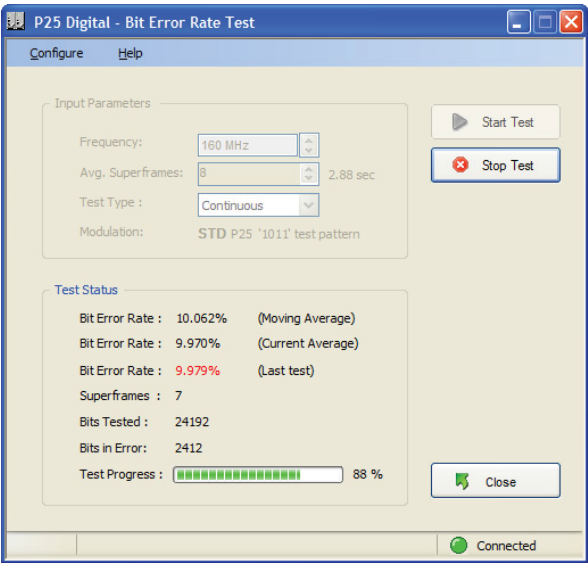 P25 Digital - Bit Error Rate Test
Configure Help
Input Parameters
Frequency: 160 MHz
Avg. Superframes: 8 2.88 sec
Test Type : Continuous
Modulation: STD P25 '1011' test pattern
Start Test
Stop Test
Test Status
Bit Error Rate : 10.062% (Moving Average)
Bit Error Rate : 9.970% (Current Average)
Bit Error Rate : 9.979% (Last test)
Superframes : 7
Bits Tested : 24192
Bits in Error: 2412
Test Progress : 88 %
Close
Connected